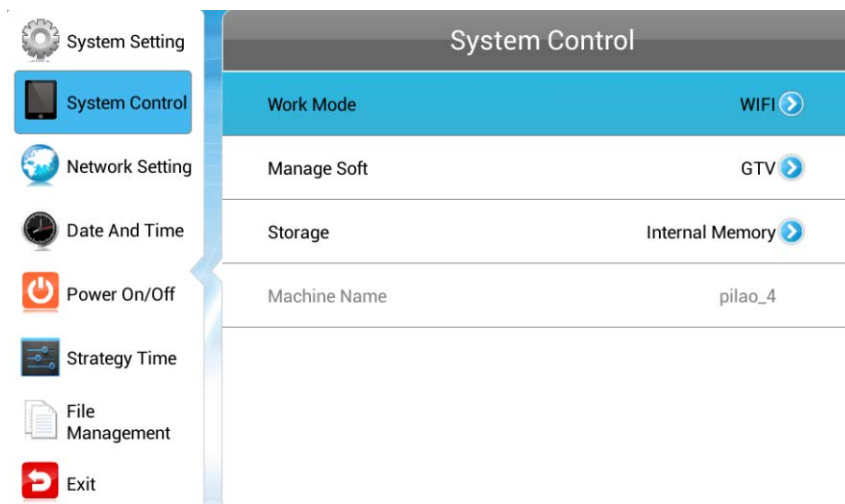 System Setting
System Control
Network Setting
Date And Time
Power On/Off
Strategy Time
File
Management
Exit
System Control
Work Mode WIFI
Manage Soft GTV
Storage Internal Memory
Machine Name pilao_4